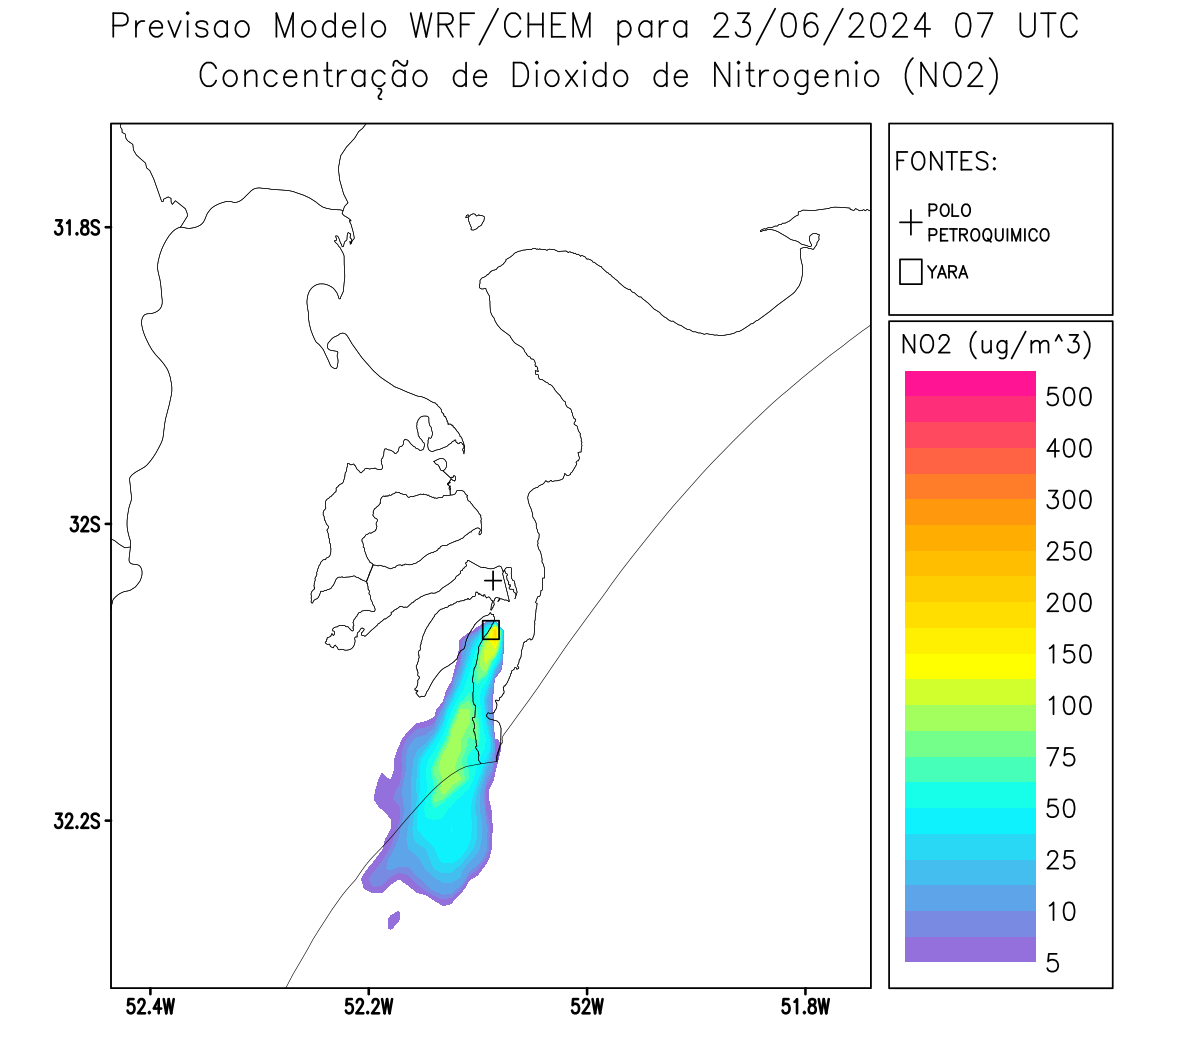 Previsao Modelo WRF/CHEM para 23/06/2024 07 UTC
Concentração de Dioxido de Nitrogenio (NO2)
FONTES:
POLO
PETROQUIMICO
YARA
NO2 (ug/m^3)
500
400
300
250
200
150
100
75
50
25
10
5
31.8S
32S
32.2S
52.4W
52.2W
52W
51.8W